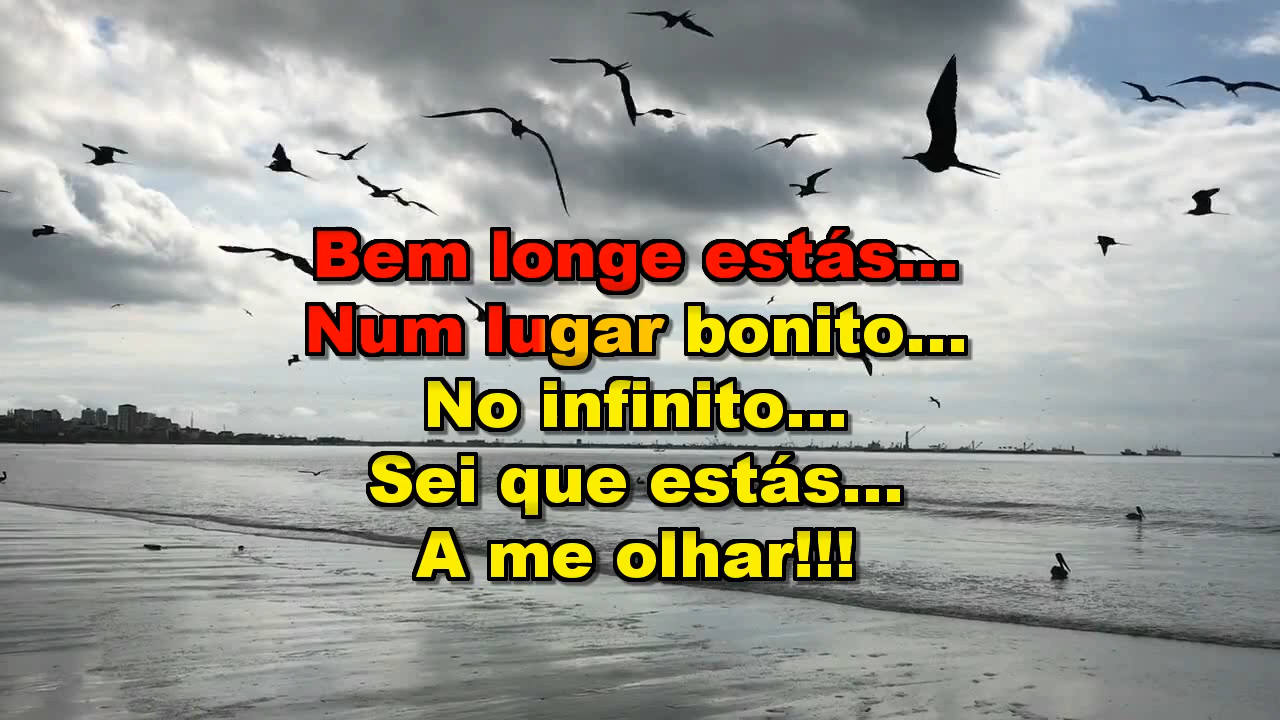 Bem longe estás...
Num lugar bonito...
No infinito...
Sei que estás...
A me olhar!!!